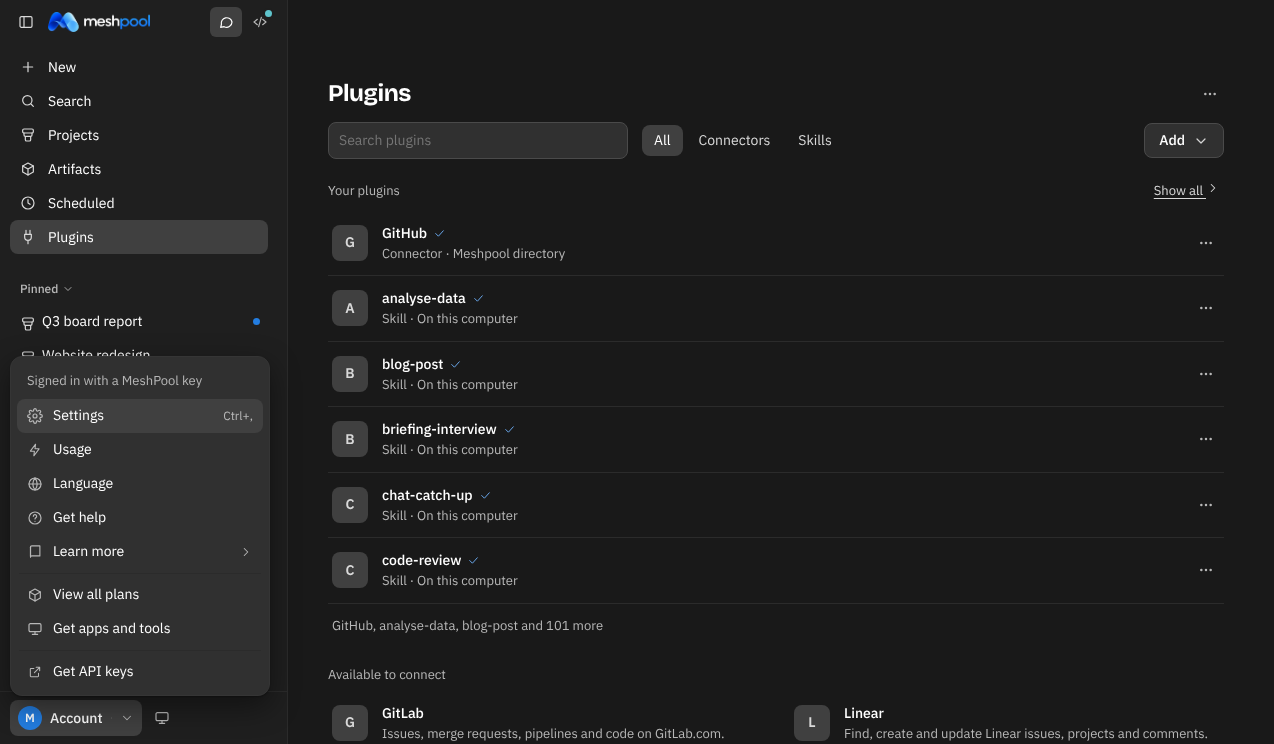 meshpool
New
Search
Projects
Artifacts
Scheduled
Plugins
Pinned
Q3 board report
Website redesign
Signed in with a MeshPool key
Settings Ctrl+,
Usage
Language
Get help
Learn more
View all plans
Get apps and tools
Get API keys
M Account
Plugins
Search plugins
All Connectors Skills
Add
Your plugins
Show all
G
GitHub
Connector · Meshpool directory
A
analyse-data
Skill · On this computer
B
blog-post
Skill · On this computer
B
briefing-interview
Skill · On this computer
C
chat-catch-up
Skill · On this computer
C
code-review
Skill · On this computer
GitHub, analyse-data, blog-post and 101 more
Available to connect
G
GitLab
Issues, merge requests, pipelines and code on GitLab.com.
L
Linear
Find, create and update Linear issues, projects and comments.